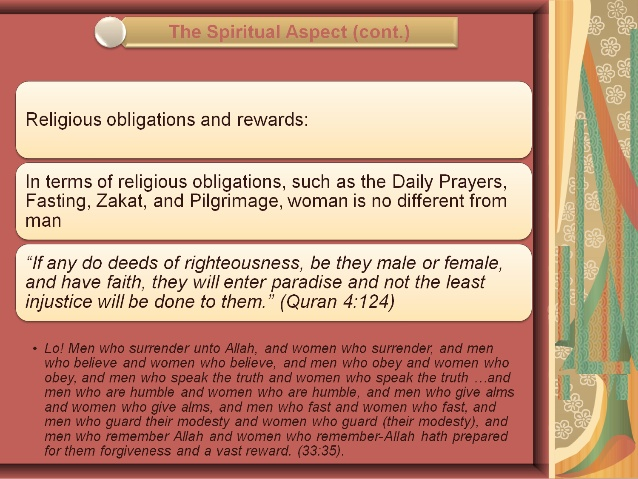 The Spiritual Aspect (cont.)
Religious obligations and rewards:
In terms of religious obligations, such as the Daily Prayers,
Fasting, Zakat, and Pilgrimage, woman is no different from
man
“If any do deeds of righteousness, be they male or female,
and have faith, they will enter paradise and not the least
injustice will be done to them.” (Quran 4:124)
• Lo! Men who surrender unto Allah, and women who surrender, and men
who believe and women who believe, and men who obey and women who
obey, and men who speak the truth and women who speak the truth …and
men who are humble and women who are humble, and men who give alms
and women who give alms, and men who fast and women who fast, and
men who guard their modesty and women who guard (their modesty), and
men who remember Allah and women who remember-Allah hath prepared
for them forgiveness and a vast reward. (33:35).